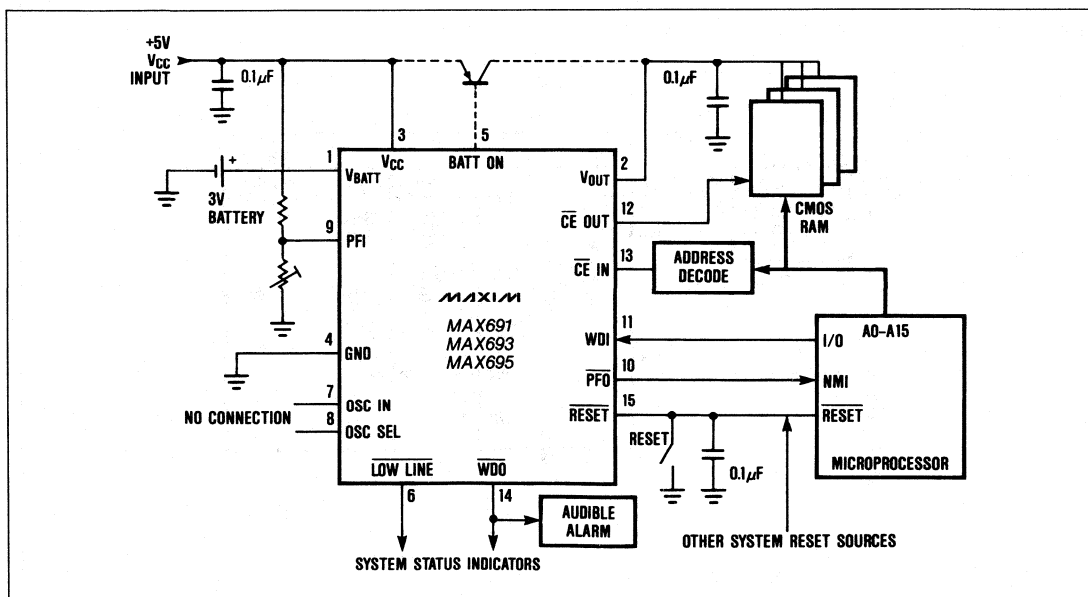 +5V
VCC
INPUT
0.1μF
0.1μF
3
5
1
VCC
BATT ON
2
VBATT
VOUT
+
3V
BATTERY
12
CE OUT
CMOS
RAM
9
PFI
13
CE IN
ADDRESS
DECODE
MAXIM
MAX691
MAX693
MAX695
A0-A15
11
WDI
I/O
4
GND
10
PFO
NMI
7
OSC IN
15
RESET
RESET
NO CONNECTION
8
OSC SEL
RESET
MICROPROCESSOR
LOW LINE
WDO
0.1μF
6
14
AUDIBLE
ALARM
OTHER SYSTEM RESET SOURCES
SYSTEM STATUS INDICATORS